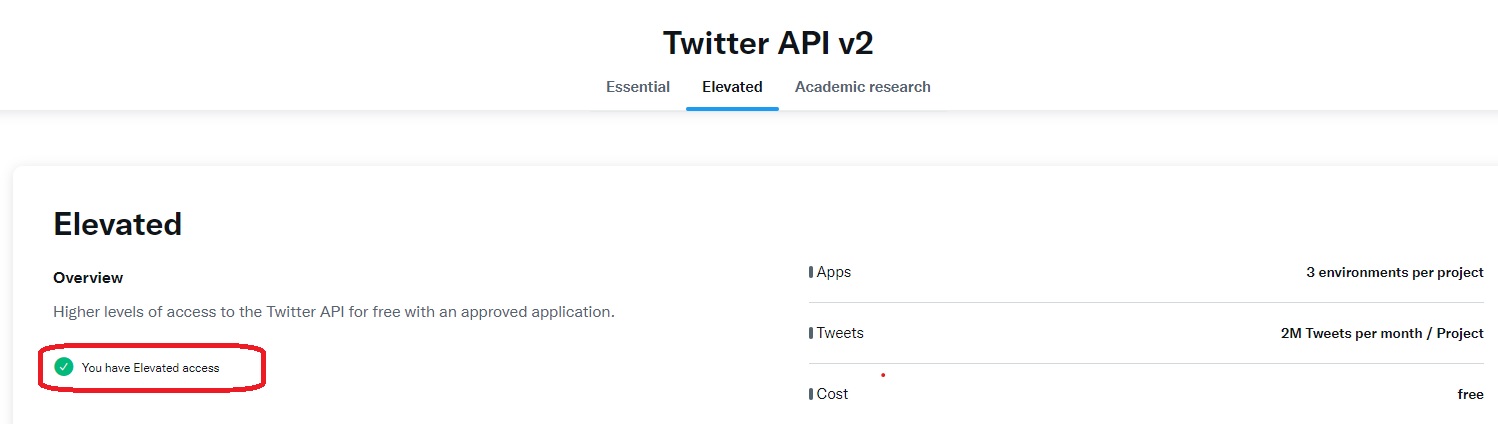 Twitter API v2
Essential
Elevated
Academic research
Elevated
Overview
Higher levels of access to the Twitter API for free with an approved application.
You have Elevated access
Apps
3 environments per project
Tweets
2M Tweets per month / Project
Cost
free